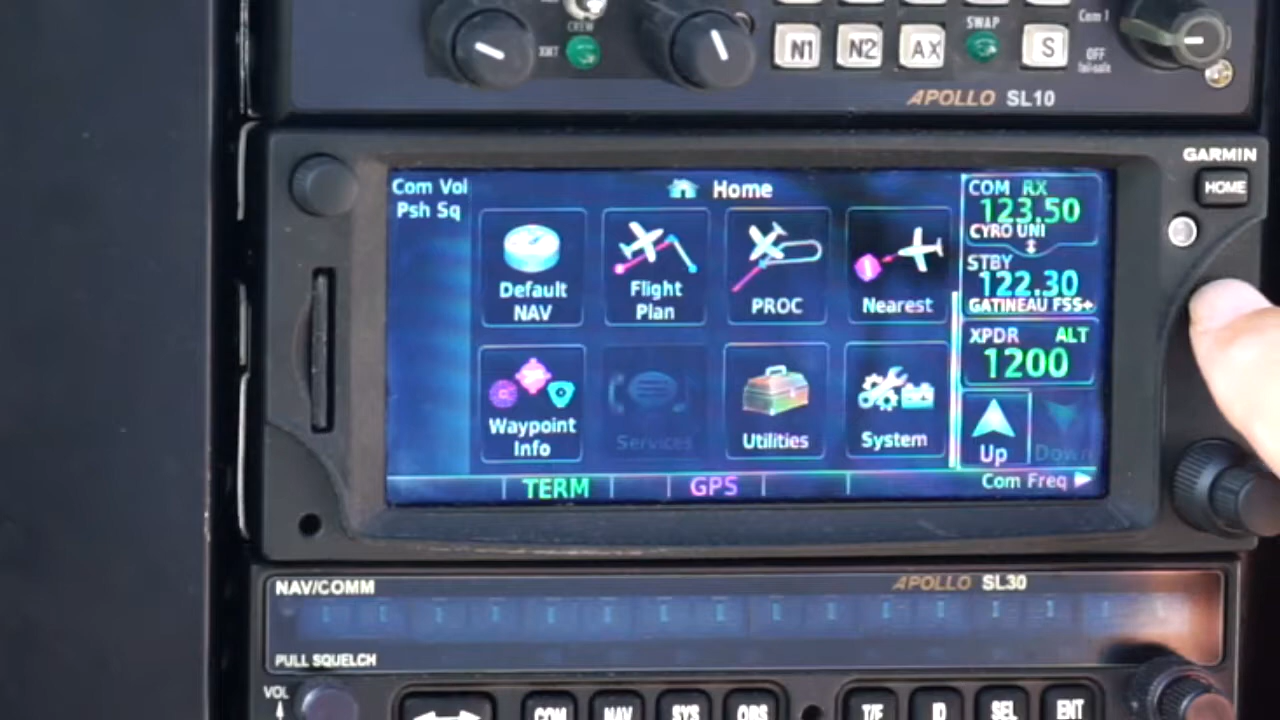 CREW
SWAP
Com 1
XMT
N1
N2
AX
S
OFF
fail-safe
APOLLO SL10
GARMIN
HOME
Com Vol
Psh Sq
Home
COM RX
123.50
CYRO UNI
STBY
122.30
GATINEAU FSS+
XPDR ALT
1200
Default
NAV
Flight
Plan
PROC
Nearest
Waypoint
Info
Services
Utilities
System
Up
Down
TERM
GPS
Com Freq
NAV/COMM
APOLLO SL30
PULL SQUELCH
VOL
COM
NAV
SYS
OBS
T/F
ID
SEL
ENT